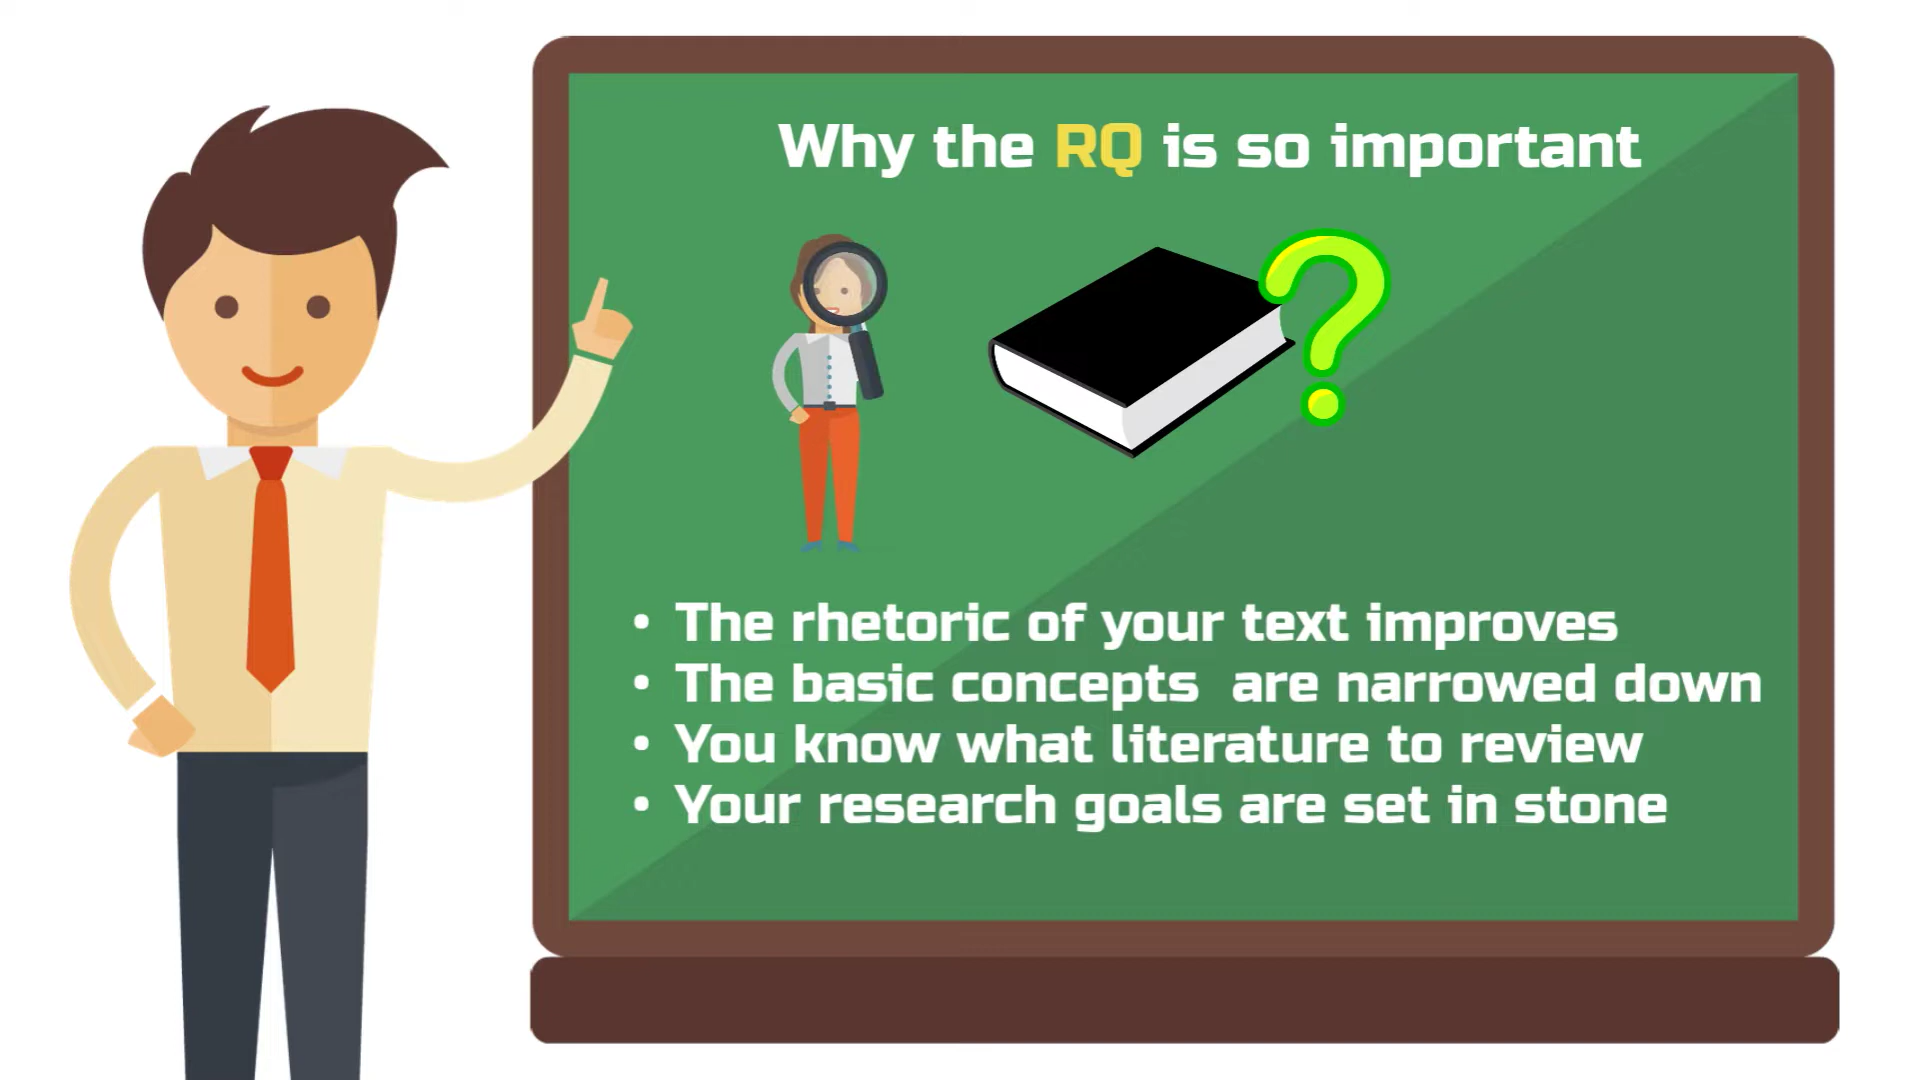 Why the RQ is so important
• The rhetoric of your text improves
• The basic concepts  are narrowed down
• You know what literature to review
• Your research goals are set in stone